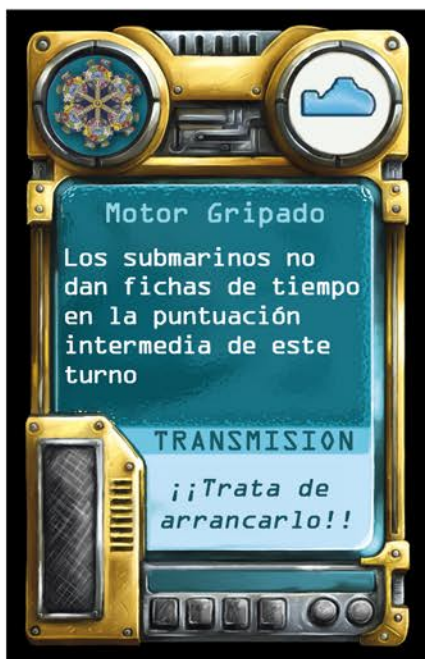 Motor Gripado
Los submarinos no
dan fichas de tiempo
en la puntuación
intermedia de este
turno
TRANSMISION
¡¡Trata de
arrancarlo!!